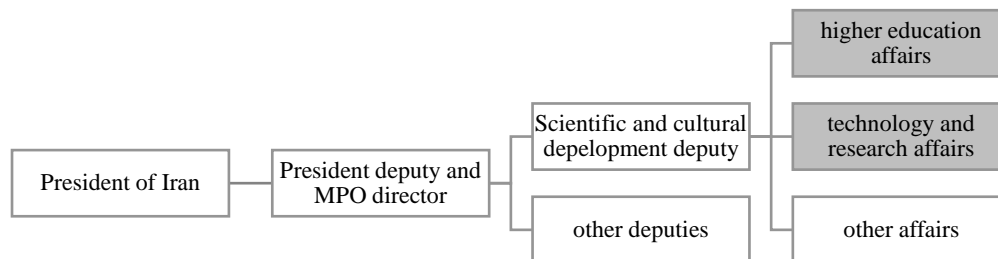 President of Iran
President deputy and
MPO director
Scientific and cultural
depelopment deputy
other deputies
higher education
affairs
technology and
research affairs
other affairs